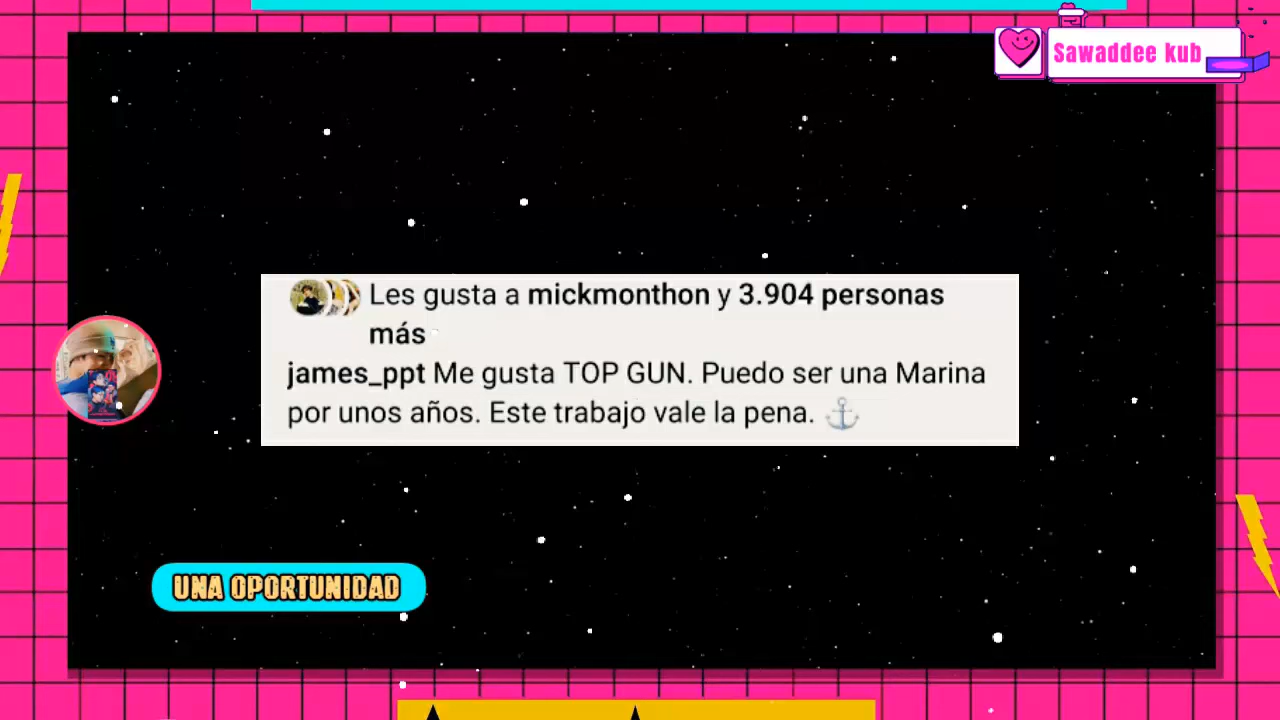 Sawaddee kub
Les gusta a mickmonthon y 3.904 personas
más
james_ppt Me gusta TOP GUN. Puedo ser una Marina
por unos años. Este trabajo vale la pena. ⚓
UNA OPORTUNIDAD